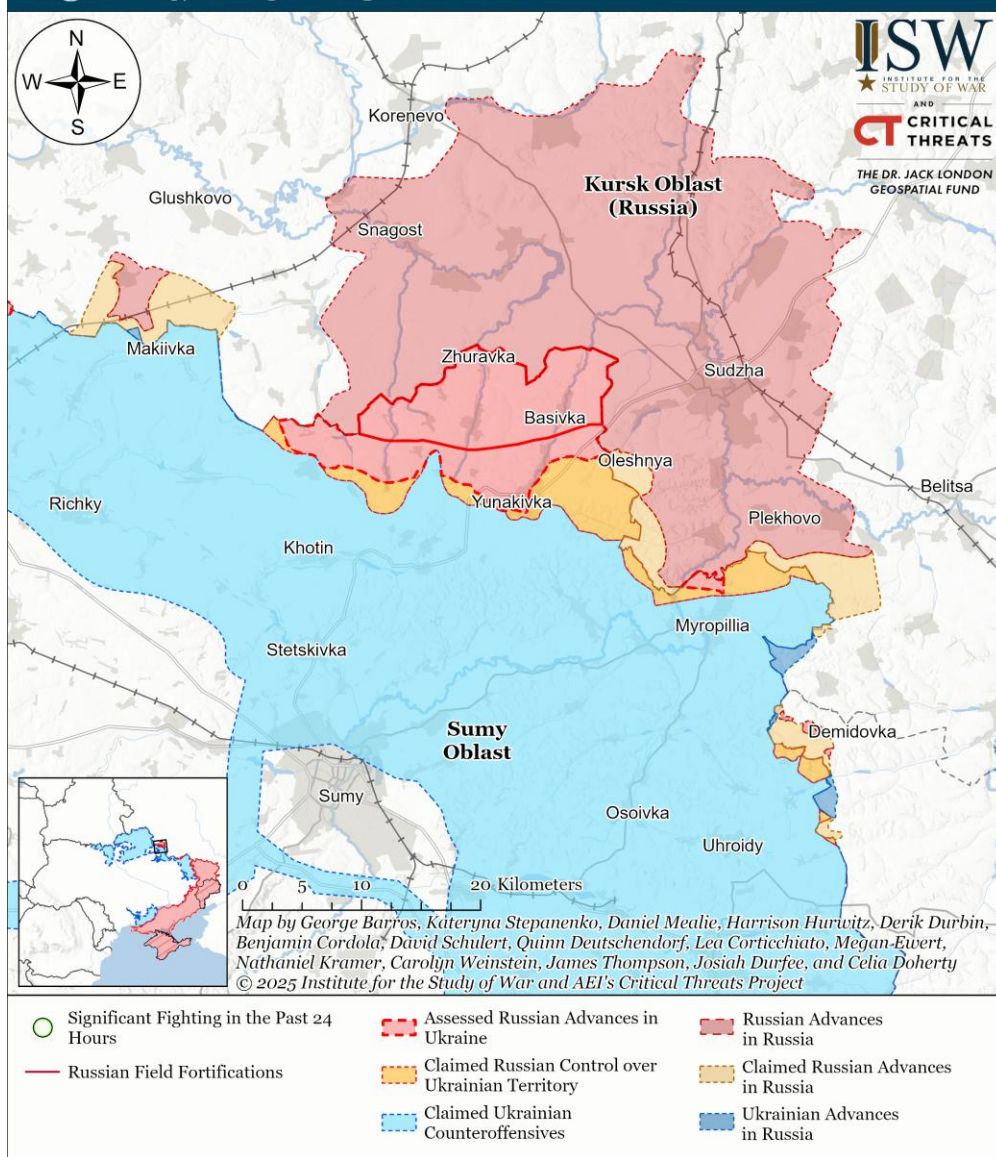 N
W E
S
ISW
INSTITUTE FOR THE
STUDY OF WAR
AND
CT CRITICAL
THREATS
THE DR. JACK LONDON
GEOSPATIAL FUND
Korenevo
Kursk Oblast
(Russia)
Glushkovo
Snagost
Makiivka
Zhuravka
Sudzha
Basivka
Oleshnya
Belitsa
Richky
Yunakivka
Plekhovo
Khotin
Myropillia
Stetskivka
Sumy
Oblast
Demidovka
Sumy
Osoivka
Uhroidy
0 5 10 20 Kilometers
Map by George Barros, Kateryna Stepanenko, Daniel Mealie, Harrison Hurwitz, Derik Durbin,
Benjamin Cordola, David Schulert, Quinn Deutschendorf, Lea Corticchiato, Megan Ewert,
Nathaniel Kramer, Carolyn Weinstein, James Thompson, Josiah Durfee, and Celia Doherty
© 2025 Institute for the Study of War and AEI's Critical Threats Project
Significant Fighting in the Past 24
Hours
Russian Field Fortifications
Assessed Russian Advances in
Ukraine
Claimed Russian Control over
Ukrainian Territory
Claimed Ukrainian
Counteroffensives
Russian Advances
in Russia
Claimed Russian Advances
in Russia
Ukrainian Advances
in Russia